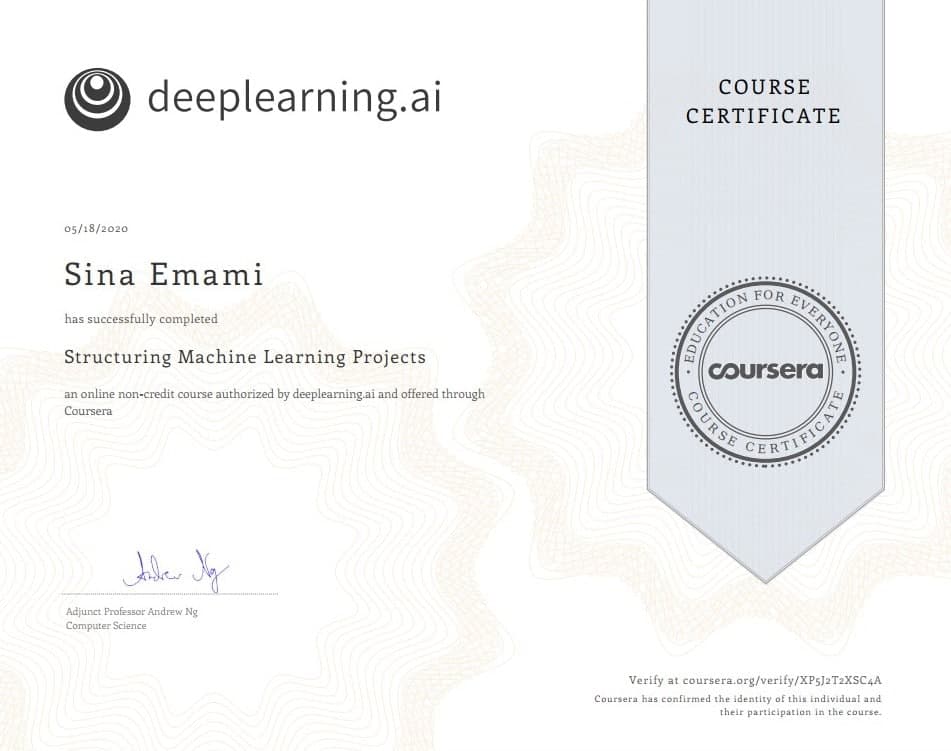 deeplearning.ai
COURSE
CERTIFICATE
05/18/2020
Sina Emami
has successfully completed
Structuring Machine Learning Projects
an online non-credit course authorized by deeplearning.ai and offered through
Coursera
EDUCATION FOR EVERYONE
coursera
COURSE CERTIFICATE
Andrew Ng
Adjunct Professor Andrew Ng
Computer Science
Verify at coursera.org/verify/XP5J2T2XSC4A
Coursera has confirmed the identity of this individual and
their participation in the course.